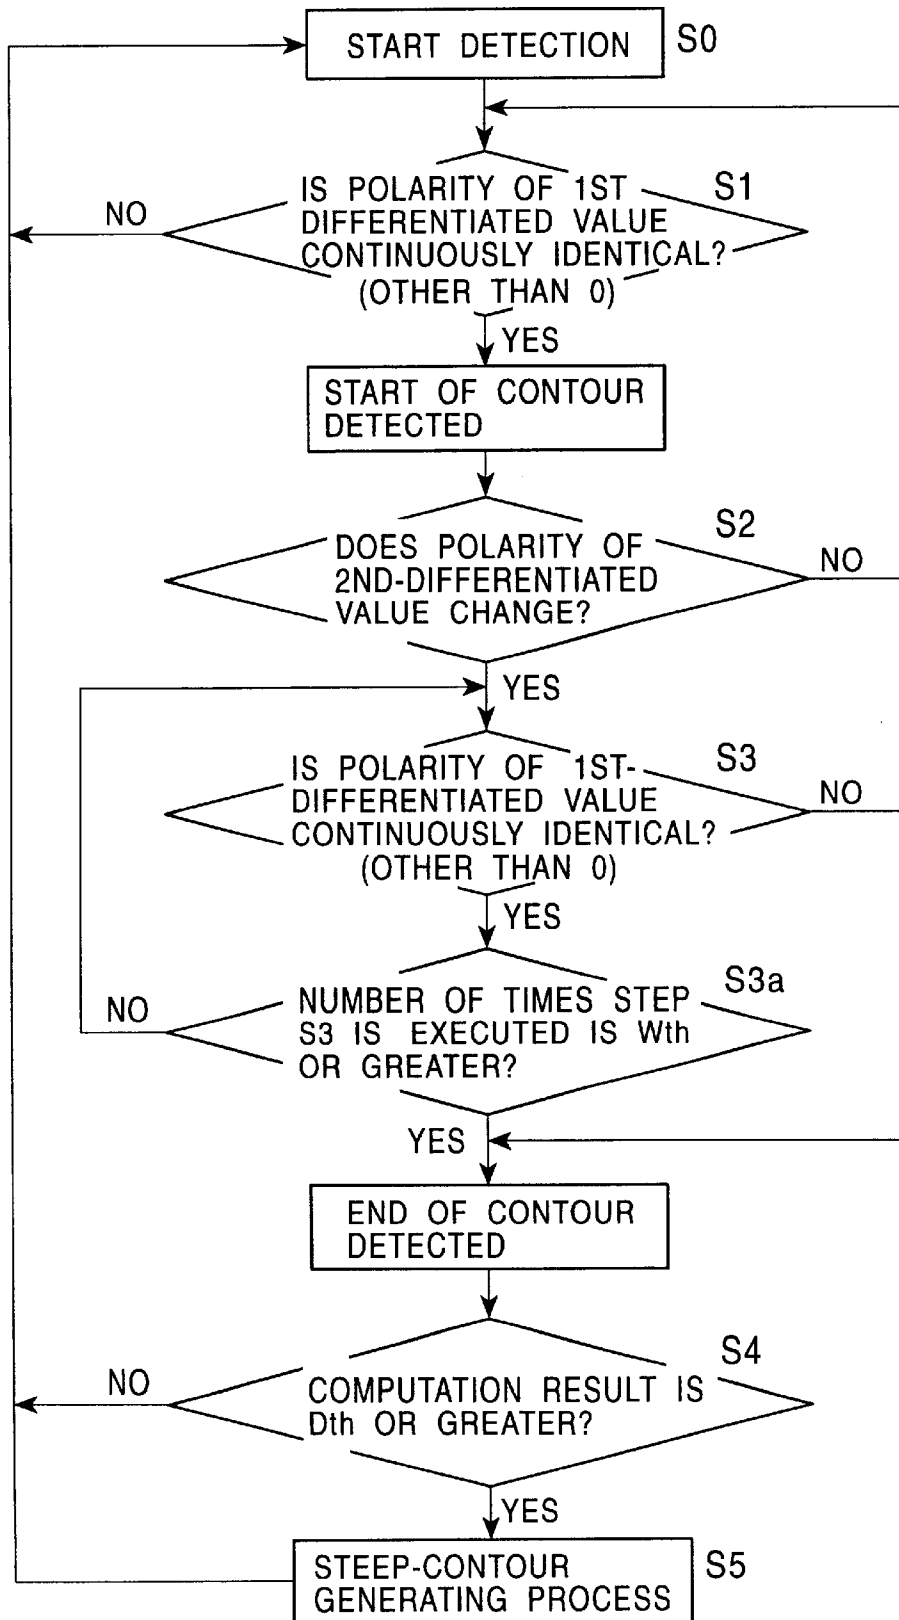 START DETECTION
S0
IS POLARITY OF 1ST
DIFFERENTIATED VALUE
CONTINUOUSLY IDENTICAL?
(OTHER THAN 0)
S1
NO
YES
START OF CONTOUR
DETECTED
DOES POLARITY OF
2ND-DIFFERENTIATED
VALUE CHANGE?
S2
NO
YES
IS POLARITY OF 1ST-
DIFFERENTIATED VALUE
CONTINUOUSLY IDENTICAL?
(OTHER THAN 0)
S3
NO
YES
NUMBER OF TIMES STEP
S3 IS EXECUTED IS Wth
OR GREATER?
S3a
NO
YES
END OF CONTOUR
DETECTED
COMPUTATION RESULT IS
Dth OR GREATER?
S4
NO
YES
STEEP-CONTOUR
GENERATING PROCESS
S5